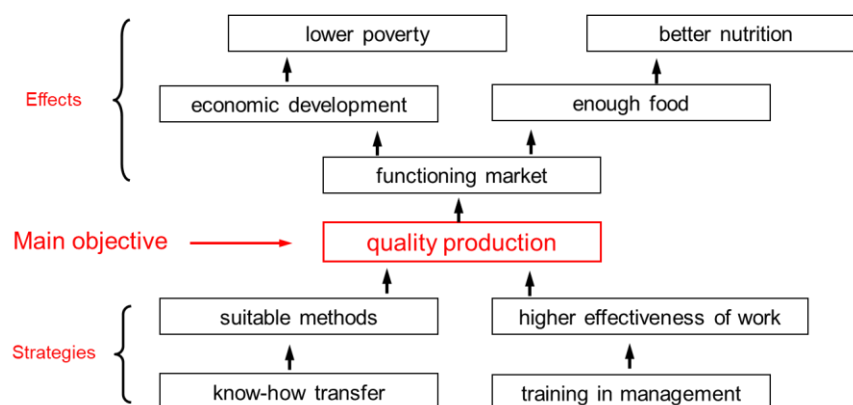 lower poverty
better nutrition
Effects
economic development
enough food
functioning market
Main objective
quality production
suitable methods
higher effectiveness of work
Strategies
know-how transfer
training in management